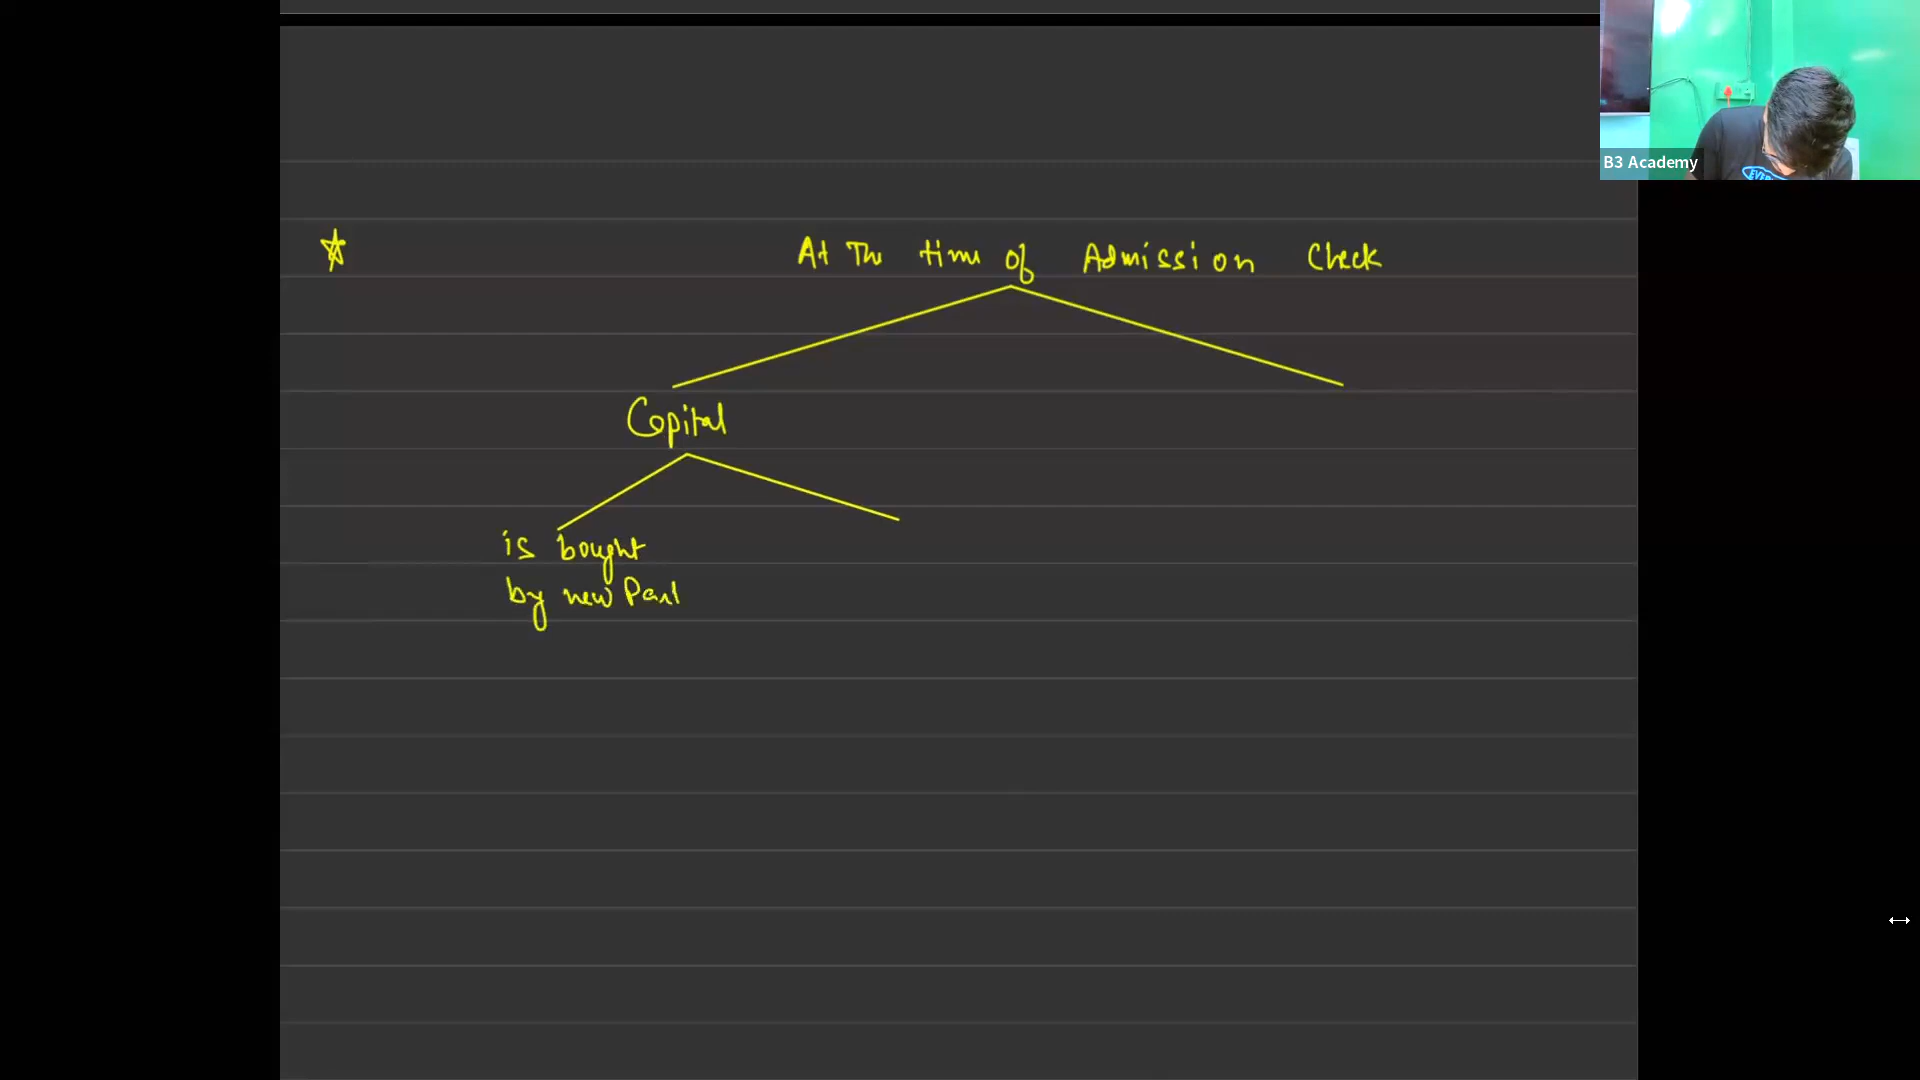 B3 Academy
At The time of Admission Check
Capital
is bought
by new Part